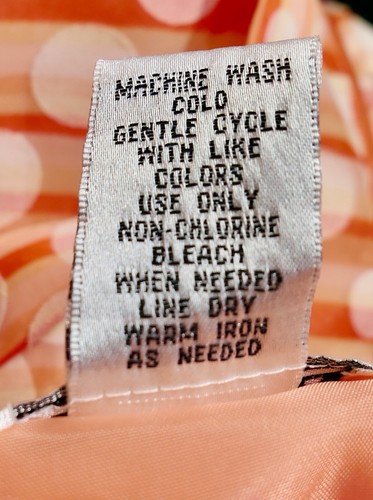 MACHINE WASH
COLD
GENTLE CYCLE
WITH LIKE
COLORS
USE ONLY
NON-CHLORINE
BLEACH
WHEN NEEDED
LINE DRY
WARM IRON
AS NEEDED